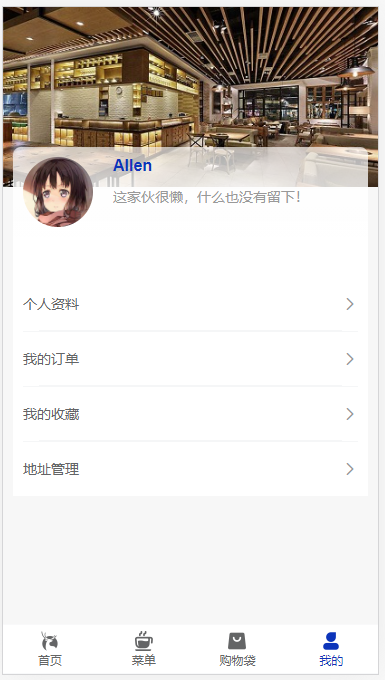 Allen
这家伙很懒，什么也没有留下！
个人资料
我的订单
我的收藏
地址管理
首页 菜单 购物袋 我的